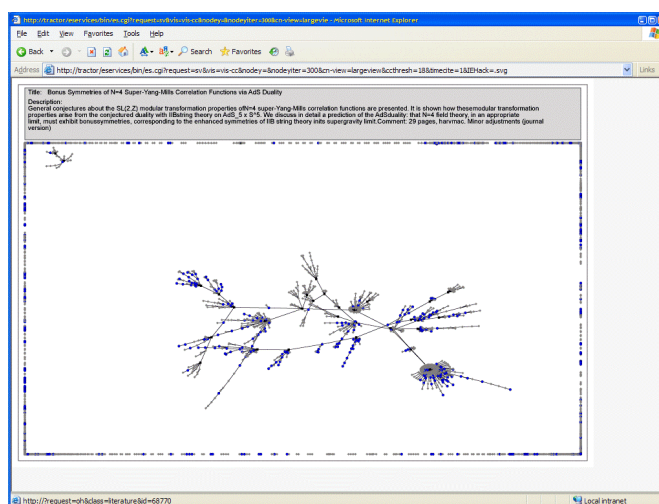 http://tractor/eservices/bin/es.cgi?request=sv&vis=vis-cc&nodey=&nodeyiter=300&cn-view=largevie - Microsoft Internet Explorer
File Edit View Favorites Tools Help
Back Search Favorites
Address http://tractor/eservices/bin/es.cgi?request=sv&vis=vis-cc&nodey=&nodeyiter=300&cn-view=largeview&ccthresh=18&timecite=1&IEHack=.svg Links
Title: Bonus Symmetries of N=4 Super-Yang-Mills Correlation Functions via AdS Duality
Description:
General conjectures about the SL(2,Z) modular transformation properties ofN=4 super-Yang-Mills correlation functions are presented. It is shown how thesemodular transformation
properties arise from the conjectured duality with IIBstring theory on AdS_5 x S^5. We discuss in detail a prediction of the AdSduality: that N=4 field theory, in an appropriate
limit, must exhibit bonussymmetries, corresponding to the enhanced symmetries of IIB string theory inits supergravity limit.Comment: 29 pages, harvmac. Minor adjustments (journal
version)
http://?request=oh&class=literature&id=68770 Local intranet